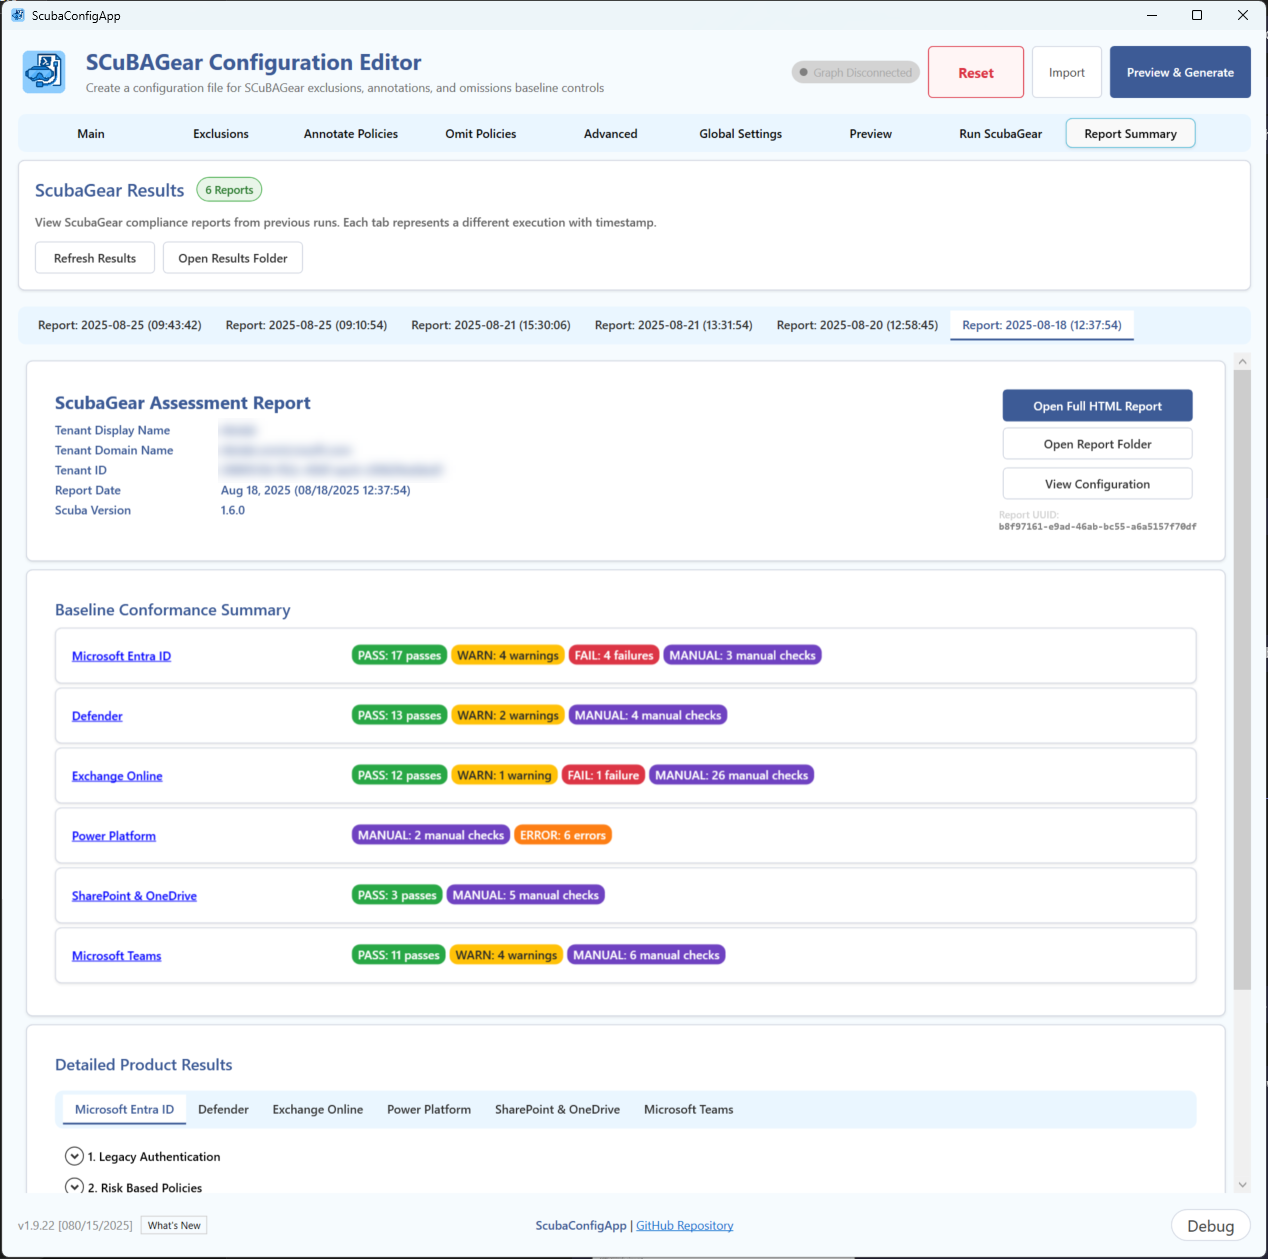 ScubaConfigApp
SCuBAGear Configuration Editor
Create a configuration file for SCuBAGear exclusions, annotations, and omissions baseline controls
Graph Disconnected
Reset
Import
Preview & Generate
Main
Exclusions
Annotate Policies
Omit Policies
Advanced
Global Settings
Preview
Run ScubaGear
Report Summary
ScubaGear Results
6 Reports
View ScubaGear compliance reports from previous runs. Each tab represents a different execution with timestamp.
Refresh Results
Open Results Folder
Report: 2025-08-25 (09:43:42)
Report: 2025-08-25 (09:10:54)
Report: 2025-08-21 (15:30:06)
Report: 2025-08-21 (13:31:54)
Report: 2025-08-20 (12:58:45)
Report: 2025-08-18 (12:37:54)
ScubaGear Assessment Report
Tenant Display Name
Tenant Domain Name
Tenant ID
Report Date Aug 18, 2025 (08/18/2025 12:37:54)
Scuba Version 1.6.0
Open Full HTML Report
Open Report Folder
View Configuration
Report UUID:
b8f97161-e9ad-46ab-bc55-a6a5157f70df
Baseline Conformance Summary
Microsoft Entra ID PASS: 17 passes WARN: 4 warnings FAIL: 4 failures MANUAL: 3 manual checks
Defender PASS: 13 passes WARN: 2 warnings MANUAL: 4 manual checks
Exchange Online PASS: 12 passes WARN: 1 warning FAIL: 1 failure MANUAL: 26 manual checks
Power Platform MANUAL: 2 manual checks ERROR: 6 errors
SharePoint & OneDrive PASS: 3 passes MANUAL: 5 manual checks
Microsoft Teams PASS: 11 passes WARN: 4 warnings MANUAL: 6 manual checks
Detailed Product Results
Microsoft Entra ID
Defender
Exchange Online
Power Platform
SharePoint & OneDrive
Microsoft Teams
1. Legacy Authentication
2. Risk Based Policies
v1.9.22 [080/15/2025]
What's New
ScubaConfigApp | GitHub Repository
Debug